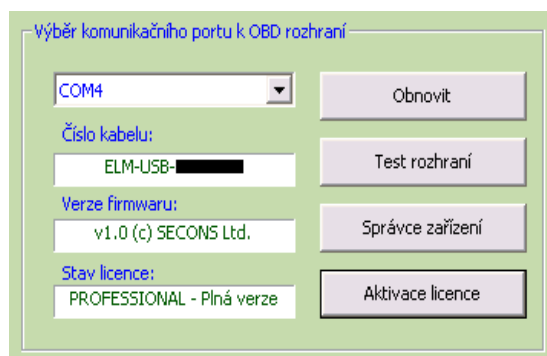 Výběr komunikačního portu k OBD rozhraní
COM4
Obnovit
Číslo kabelu:
ELM-USB-
Test rozhraní
Verze firmwaru:
v1.0 (c) SECONS Ltd.
Správce zařízení
Stav licence:
PROFESSIONAL - Plná verze
Aktivace licence